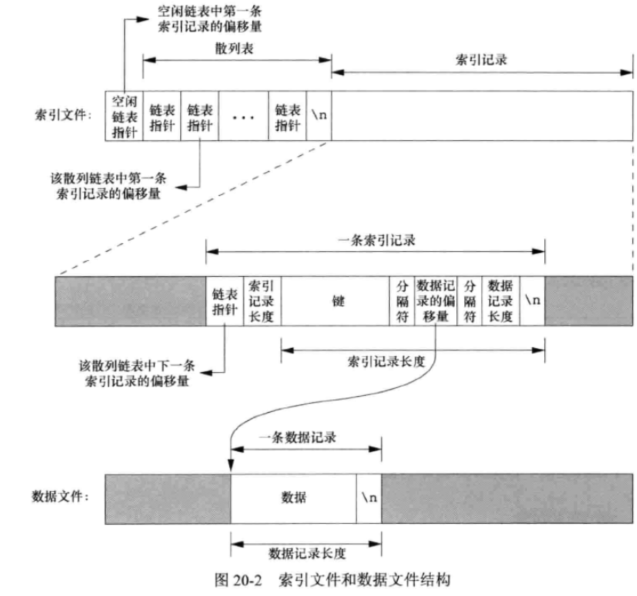 空闲链表中第一条
索引记录的偏移量
散列表
索引记录
索引文件:
空闲
链表
指针
链表
指针
链表
指针
...
链表
指针
\n
该散列链表中第一条
索引记录的偏移量
一条索引记录
链表
指针
索引
记录
长度
键
分
隔
符
数据记
录的偏
移量
分
隔
符
数据
记录
长度
\n
该散列链表中下一条
索引记录的偏移量
索引记录长度
一条数据记录
数据文件:
数据
\n
数据记录长度
图 20-2 索引文件和数据文件结构